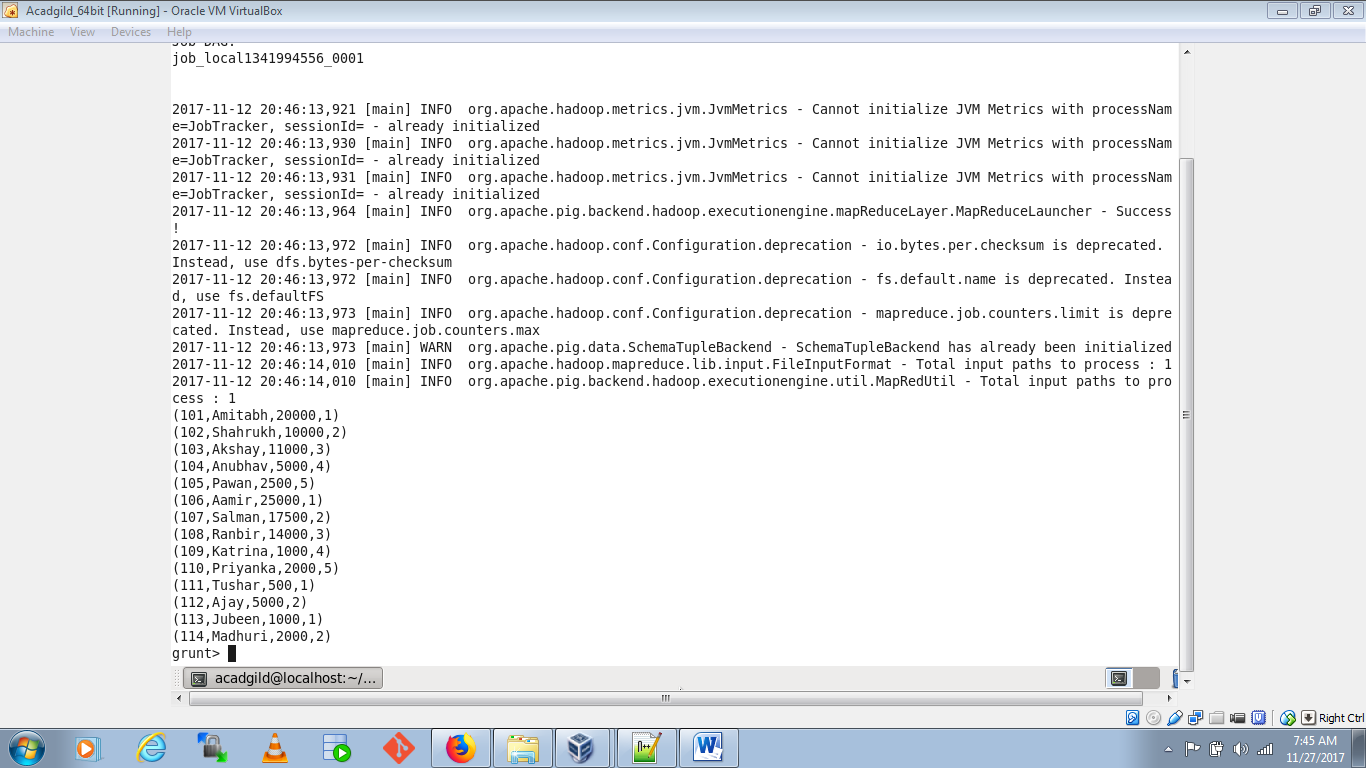 Acadgild_64bit [Running] - Oracle VM VirtualBox
Machine View Devices Help
Job DAG:
job_local1341994556_0001
2017-11-12 20:46:13,921 [main] INFO  org.apache.hadoop.metrics.jvm.JvmMetrics - Cannot initialize JVM Metrics with processNam
e=JobTracker, sessionId= - already initialized
2017-11-12 20:46:13,930 [main] INFO  org.apache.hadoop.metrics.jvm.JvmMetrics - Cannot initialize JVM Metrics with processNam
e=JobTracker, sessionId= - already initialized
2017-11-12 20:46:13,931 [main] INFO  org.apache.hadoop.metrics.jvm.JvmMetrics - Cannot initialize JVM Metrics with processNam
e=JobTracker, sessionId= - already initialized
2017-11-12 20:46:13,964 [main] INFO  org.apache.pig.backend.hadoop.executionengine.mapReduceLayer.MapReduceLauncher - Success
!
2017-11-12 20:46:13,972 [main] INFO  org.apache.hadoop.conf.Configuration.deprecation - io.bytes.per.checksum is deprecated.
Instead, use dfs.bytes-per-checksum
2017-11-12 20:46:13,972 [main] INFO  org.apache.hadoop.conf.Configuration.deprecation - fs.default.name is deprecated. Instea
d, use fs.defaultFS
2017-11-12 20:46:13,973 [main] INFO  org.apache.hadoop.conf.Configuration.deprecation - mapreduce.job.counters.limit is depre
cated. Instead, use mapreduce.job.counters.max
2017-11-12 20:46:13,973 [main] WARN  org.apache.pig.data.SchemaTupleBackend - SchemaTupleBackend has already been initialized
2017-11-12 20:46:14,010 [main] INFO  org.apache.hadoop.mapreduce.lib.input.FileInputFormat - Total input paths to process : 1
2017-11-12 20:46:14,010 [main] INFO  org.apache.pig.backend.hadoop.executionengine.util.MapRedUtil - Total input paths to pro
cess : 1
(101,Amitabh,20000,1)
(102,Shahrukh,10000,2)
(103,Akshay,11000,3)
(104,Anubhav,5000,4)
(105,Pawan,2500,5)
(106,Aamir,25000,1)
(107,Salman,17500,2)
(108,Ranbir,14000,3)
(109,Katrina,1000,4)
(110,Priyanka,2000,5)
(111,Tushar,500,1)
(112,Ajay,5000,2)
(113,Jubeen,1000,1)
(114,Madhuri,2000,2)
grunt>
acadgild@localhost:~/...
Right Ctrl
7:45 AM
11/27/2017